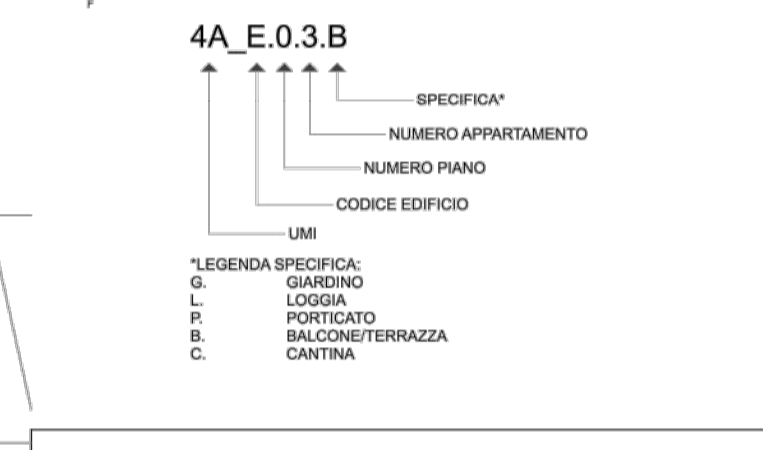 F
4A_E.0.3.B
SPECIFICA*
NUMERO APPARTAMENTO
NUMERO PIANO
CODICE EDIFICIO
UMI
*LEGENDA SPECIFICA:
G. GIARDINO
L. LOGGIA
P. PORTICATO
B. BALCONE/TERRAZZA
C. CANTINA